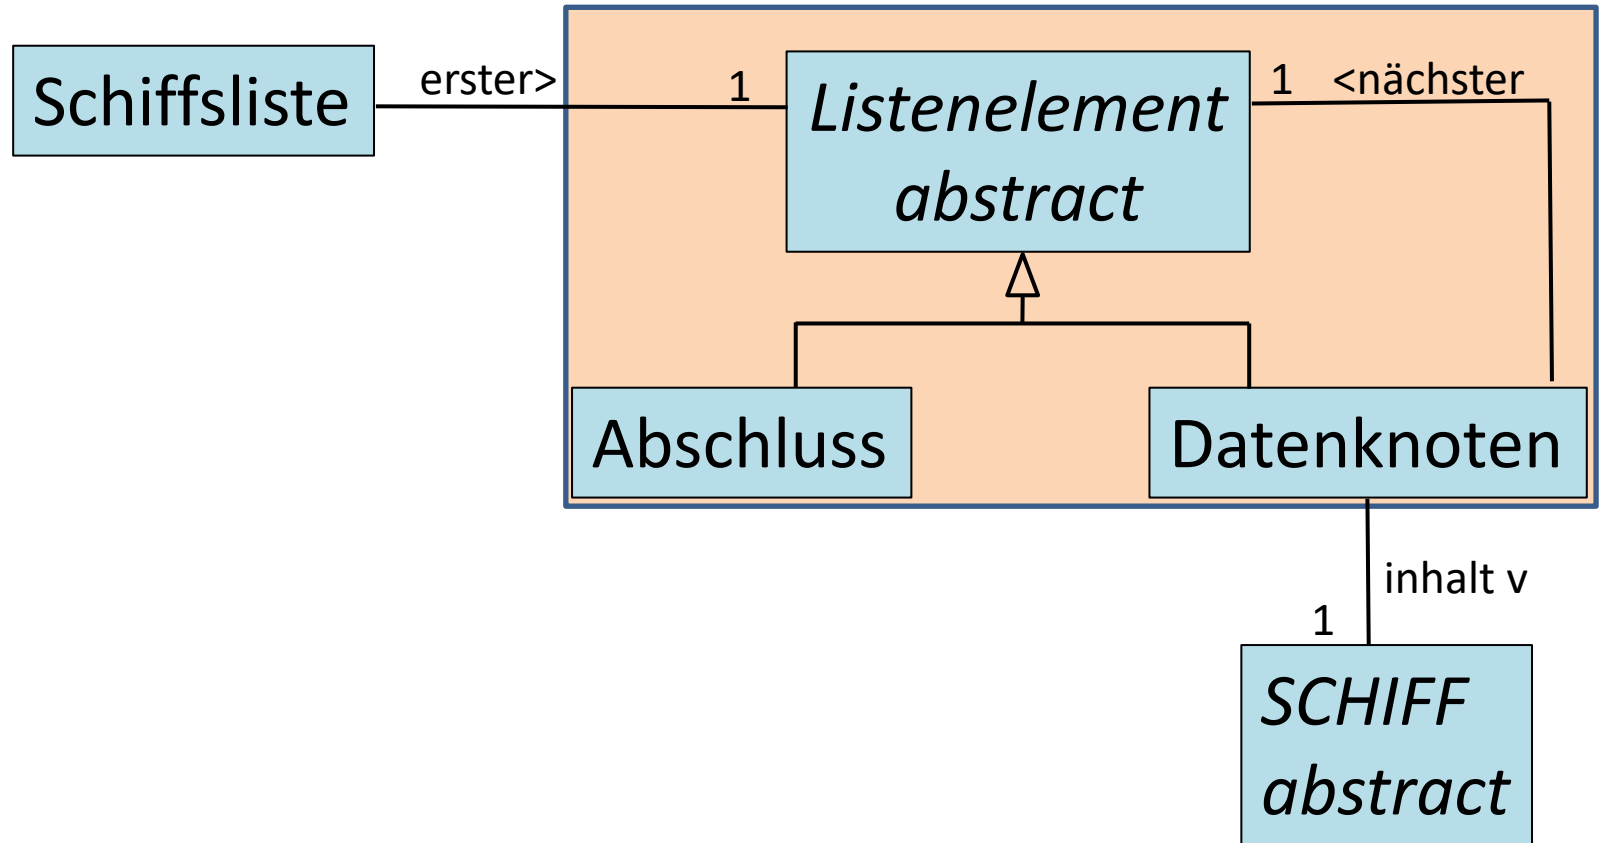 Schiffsliste
erster>
1
Listenelement
abstract
1
<nächster
Abschluss
Datenknoten
inhalt v
1
SCHIFF
abstract